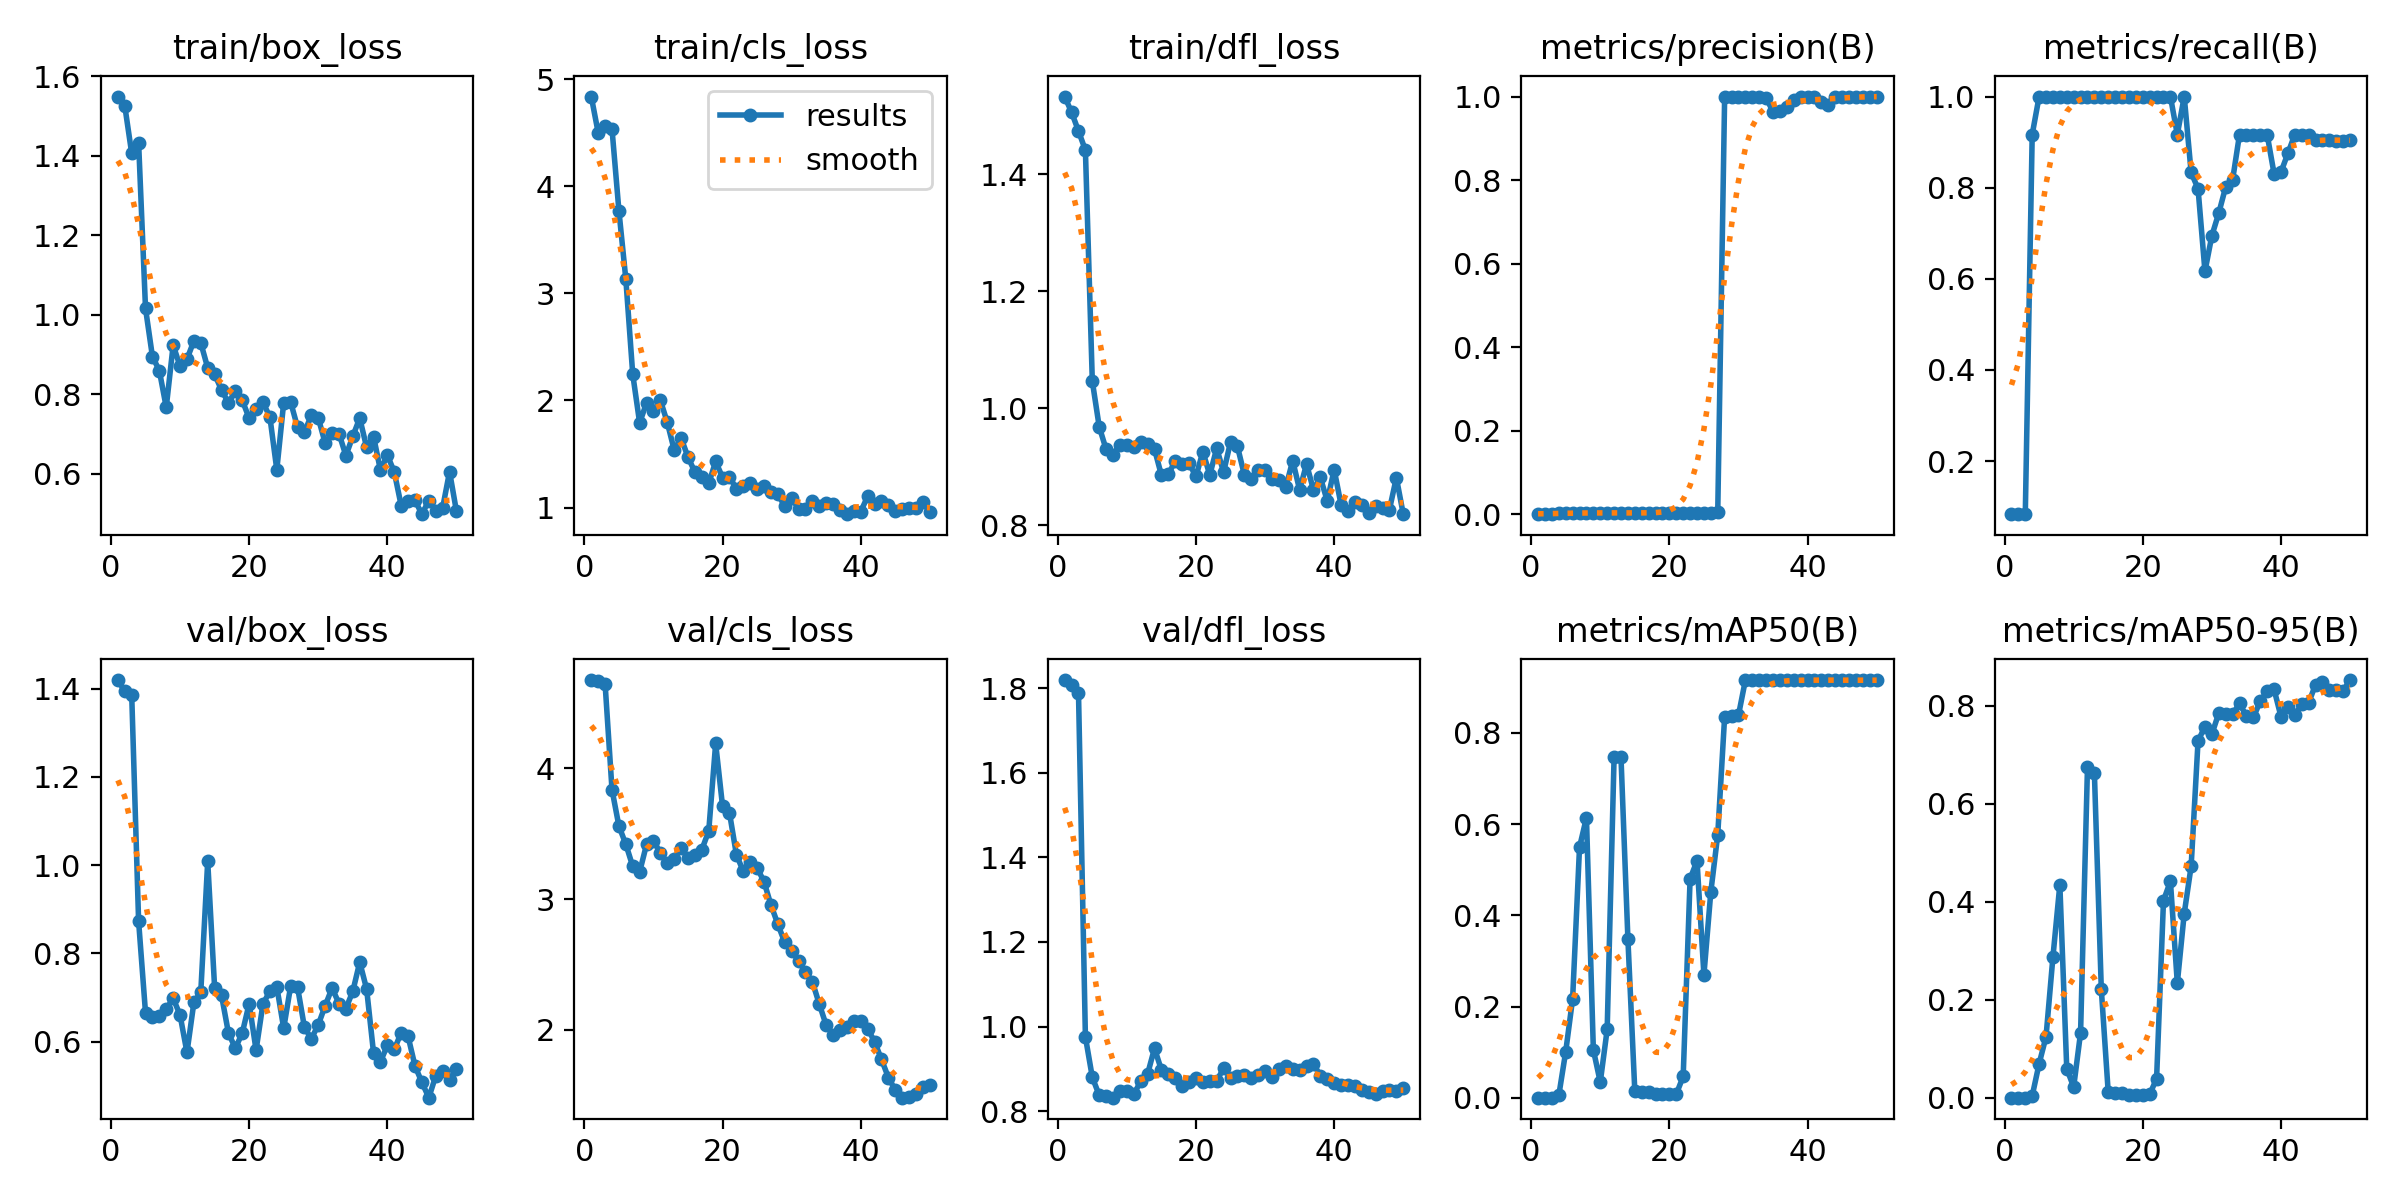 train/box_loss
1.6
1.4
1.2
1.0
0.8
0.6
0 20 40
train/cls_loss
5
4
3
2
1
0 20 40
results
smooth
train/dfl_loss
1.4
1.2
1.0
0.8
0 20 40
metrics/precision(B)
1.0
0.8
0.6
0.4
0.2
0.0
0 20 40
metrics/recall(B)
1.0
0.8
0.6
0.4
0.2
0 20 40
val/box_loss
1.4
1.2
1.0
0.8
0.6
0 20 40
val/cls_loss
4
3
2
0 20 40
val/dfl_loss
1.8
1.6
1.4
1.2
1.0
0.8
0 20 40
metrics/mAP50(B)
0.8
0.6
0.4
0.2
0.0
0 20 40
metrics/mAP50-95(B)
0.8
0.6
0.4
0.2
0.0
0 20 40